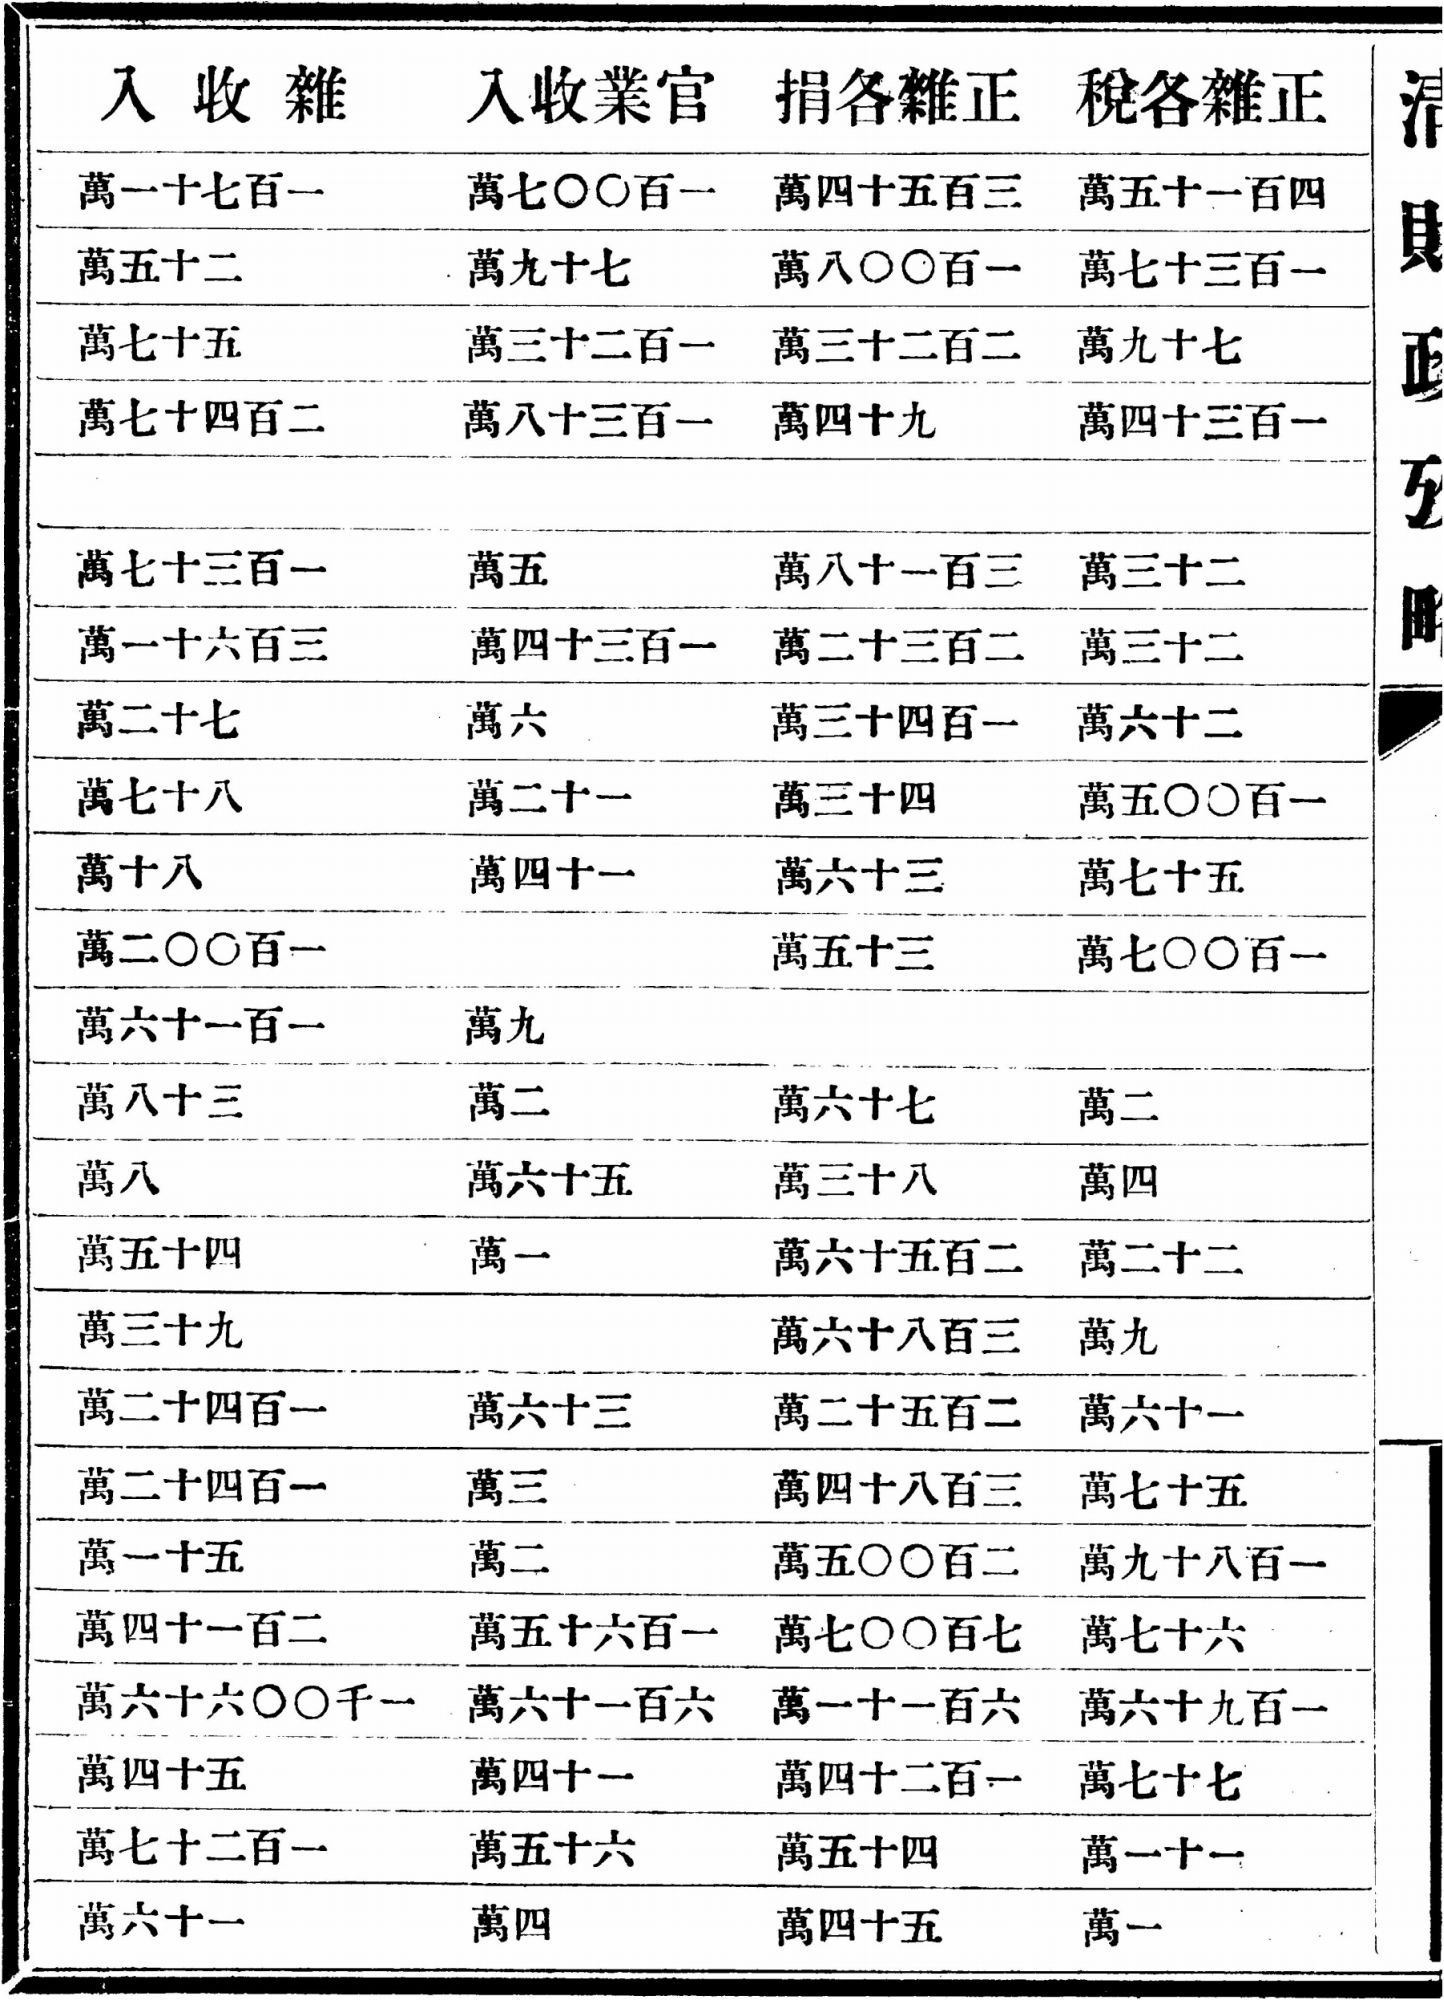 清財政攷略
正雜各稅 正雜各捐 官業收入 雜收入
四百一十五萬 三百五十四萬 一百〇〇七萬 一百七十一萬
一百三十七萬 一百〇〇八萬 七十九萬 二十五萬
七十九萬 二百二十三萬 一百二十三萬 五十七萬
一百三十四萬 九十四萬 一百三十八萬 二百四十七萬
二十三萬 三百一十八萬 五萬 一百三十七萬
二十三萬 二百三十二萬 一百三十四萬 三百六十一萬
二十六萬 一百四十三萬 六萬 七十二萬
一百〇〇五萬 四十三萬 一十二萬 八十七萬
五十七萬 三十六萬 一十四萬 八十萬
一百〇〇七萬 三十五萬 一百〇〇二萬
九萬 一百一十六萬
二萬 七十六萬 二萬 三十八萬
四萬 八十三萬 五十六萬 八萬
二十二萬 二百五十六萬 一萬 四十五萬
九萬 三百八十六萬 九十三萬
一十六萬 二百五十二萬 三十六萬 一百四十二萬
五十七萬 三百八十四萬 三萬 一百四十二萬
一百八十九萬 二百〇〇五萬 二萬 五十一萬
六十七萬 七百〇〇七萬 一百六十五萬 二百一十四萬
一百九十六萬 六百一十一萬 六百一十六萬 一千〇〇六十六萬
七十七萬 一百二十四萬 一十四萬 五十四萬
一十一萬 四十五萬 六十五萬 一百二十七萬
一萬 五十四萬 四萬 一十六萬